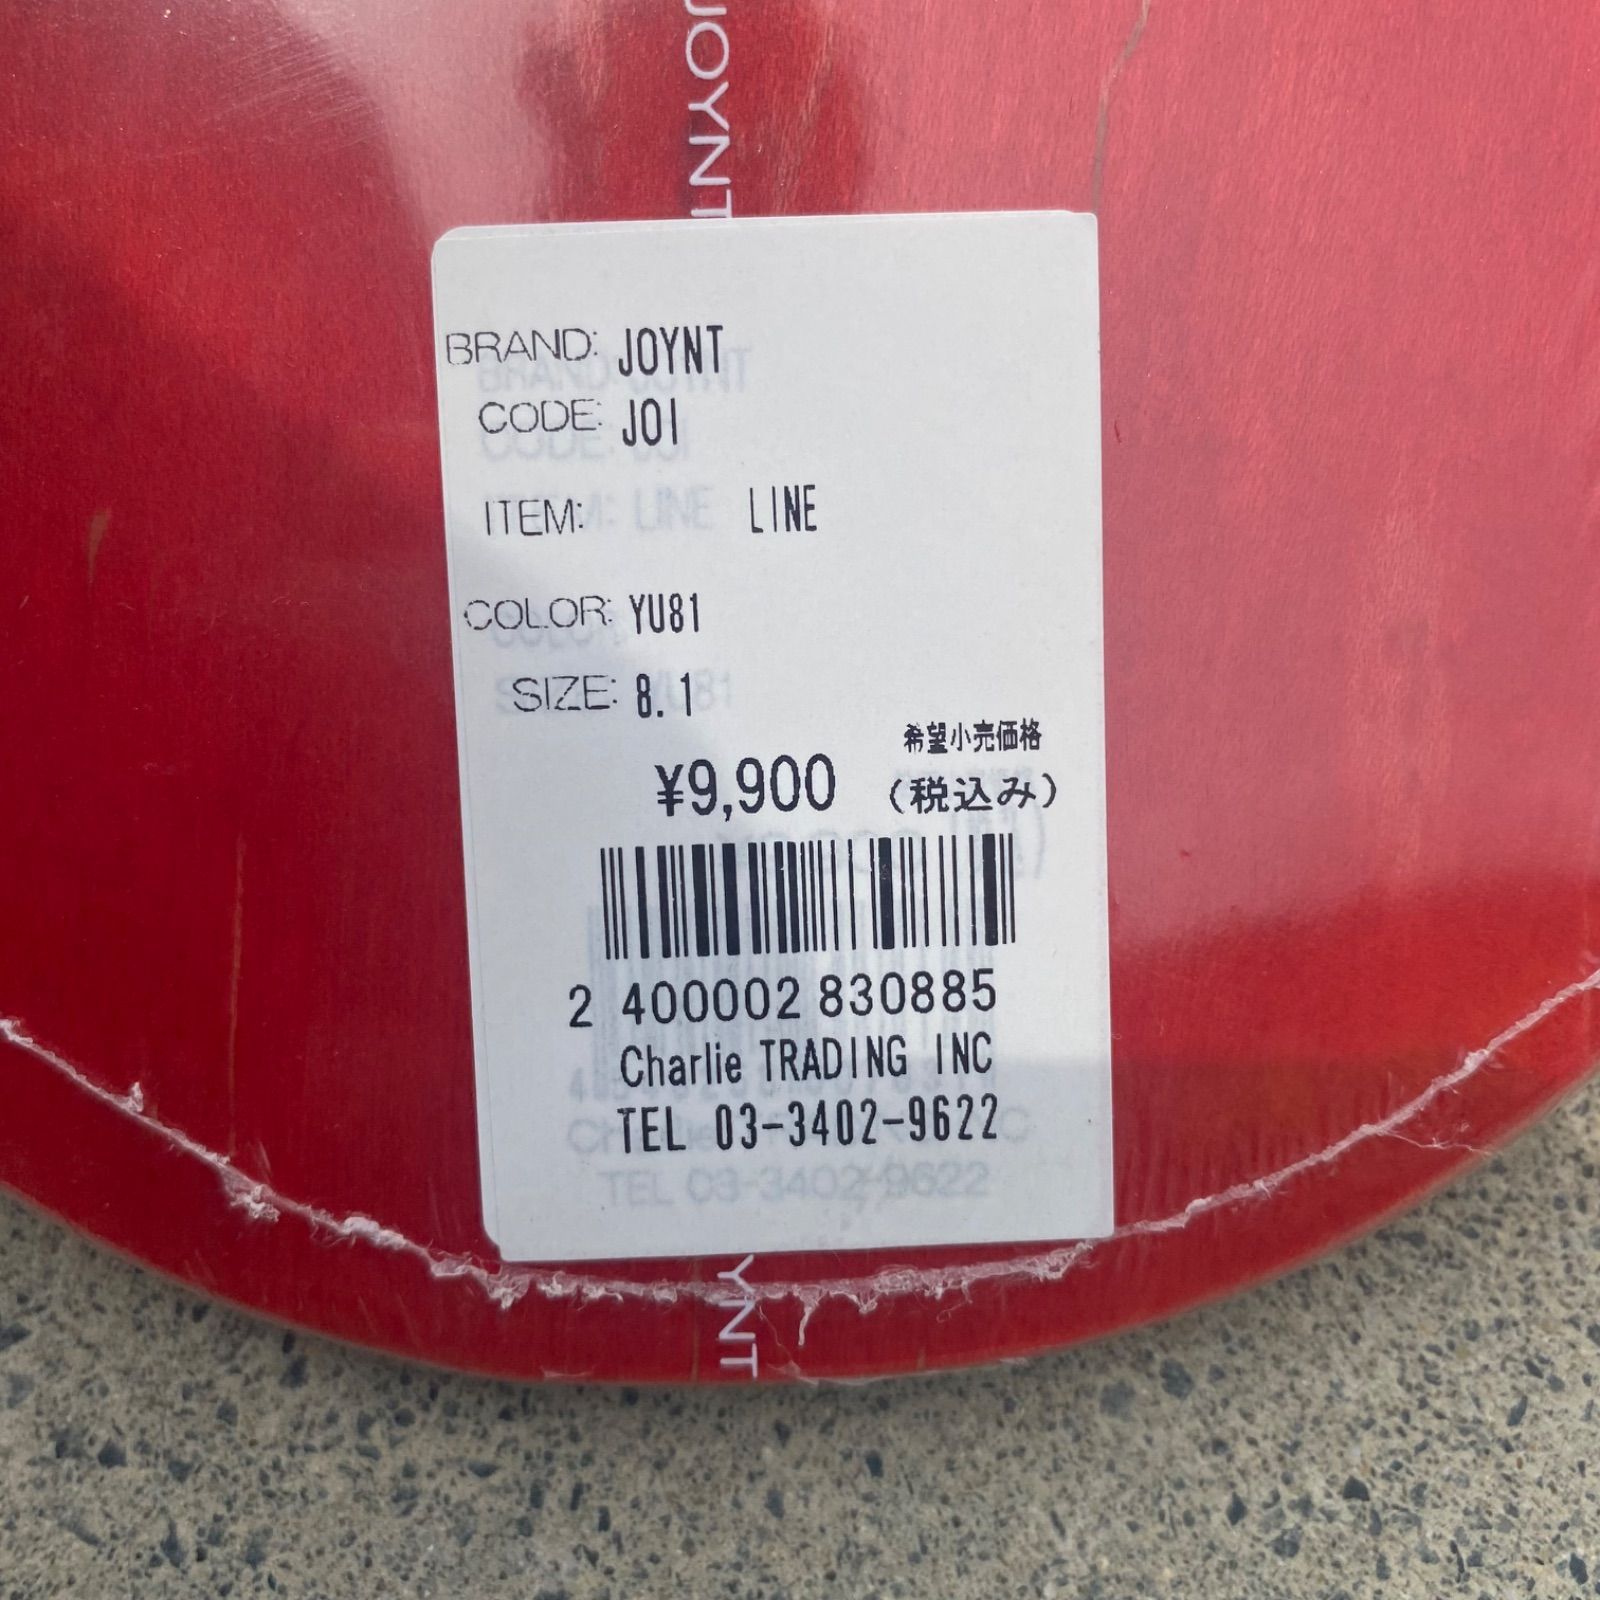 JOYNT
BRAND: JOYNT
CODE: JOI
ITEM: LINE
COLOR: YU81
SIZE: 8.1
希望小売価格
¥9,900 (税込み)
2 400002 830885
Charlie TRADING INC
TEL 03-3402-9622
YNT